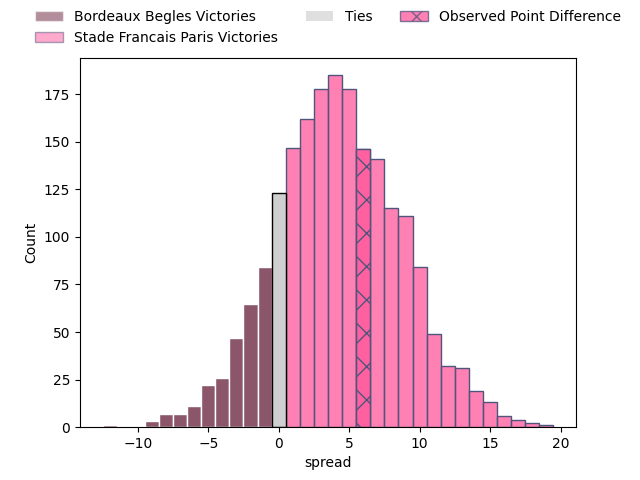 Bordeaux Begles Victories
Stade Francais Paris Victories
Ties
Observed Point Difference
175
150
125
100
75
50
25
0
Count
−10 −5 0 5 10 15 20
spread